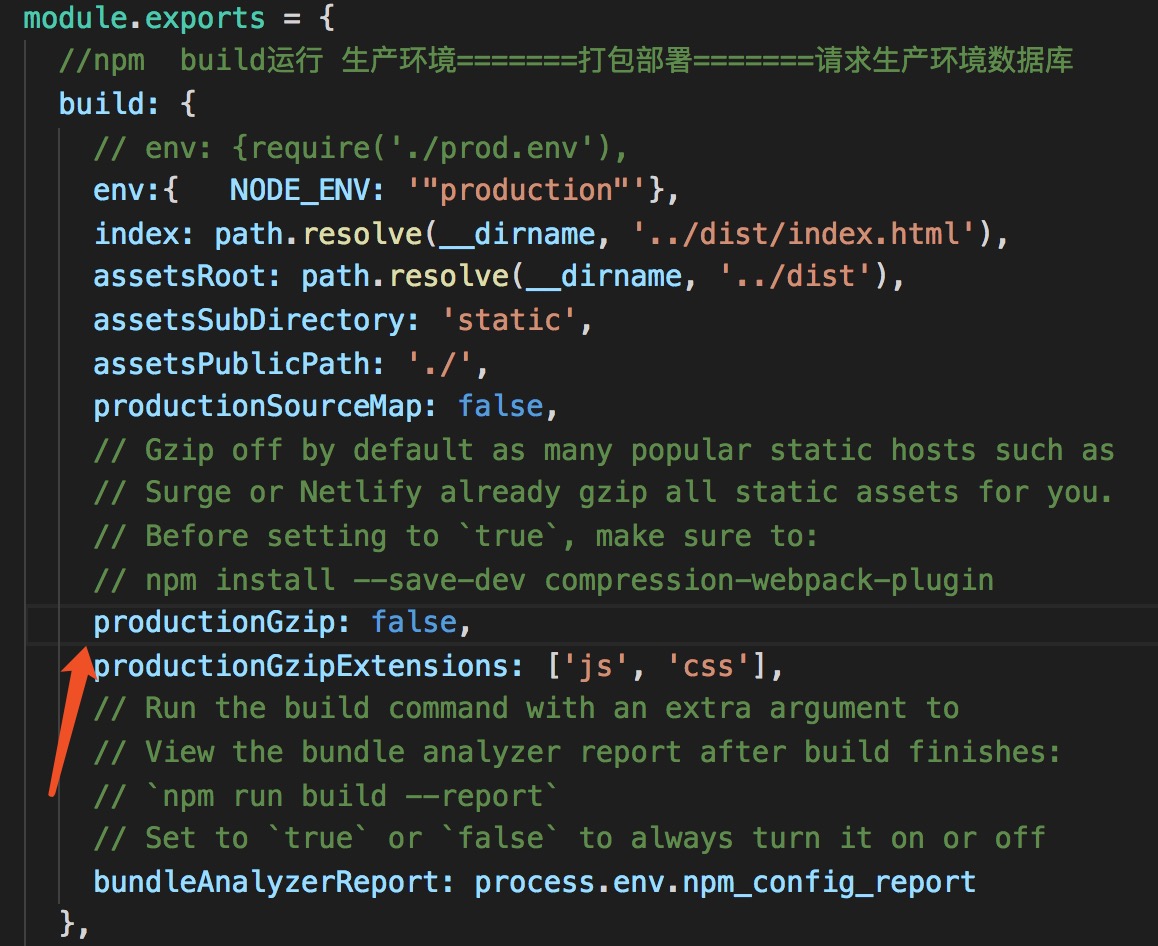 module.exports = {
//npm  build运行 生产环境=======打包部署=======请求生产环境数据库
build: {
// env: {require('./prod.env'),
env:{   NODE_ENV: '"production"'},
index: path.resolve(__dirname, '../dist/index.html'),
assetsRoot: path.resolve(__dirname, '../dist'),
assetsSubDirectory: 'static',
assetsPublicPath: './',
productionSourceMap: false,
// Gzip off by default as many popular static hosts such as
// Surge or Netlify already gzip all static assets for you.
// Before setting to `true`, make sure to:
// npm install --save-dev compression-webpack-plugin
productionGzip: false,
productionGzipExtensions: ['js', 'css'],
// Run the build command with an extra argument to
// View the bundle analyzer report after build finishes:
// `npm run build --report`
// Set to `true` or `false` to always turn it on or off
bundleAnalyzerReport: process.env.npm_config_report
},